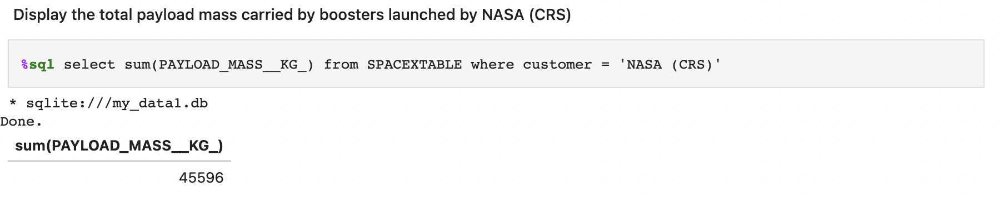 Display the total payload mass carried by boosters launched by NASA (CRS)
%sql select sum(PAYLOAD_MASS__KG_) from SPACEXTABLE where customer = 'NASA (CRS)'
* sqlite:///my_data1.db
Done.
sum(PAYLOAD_MASS__KG_)
45596